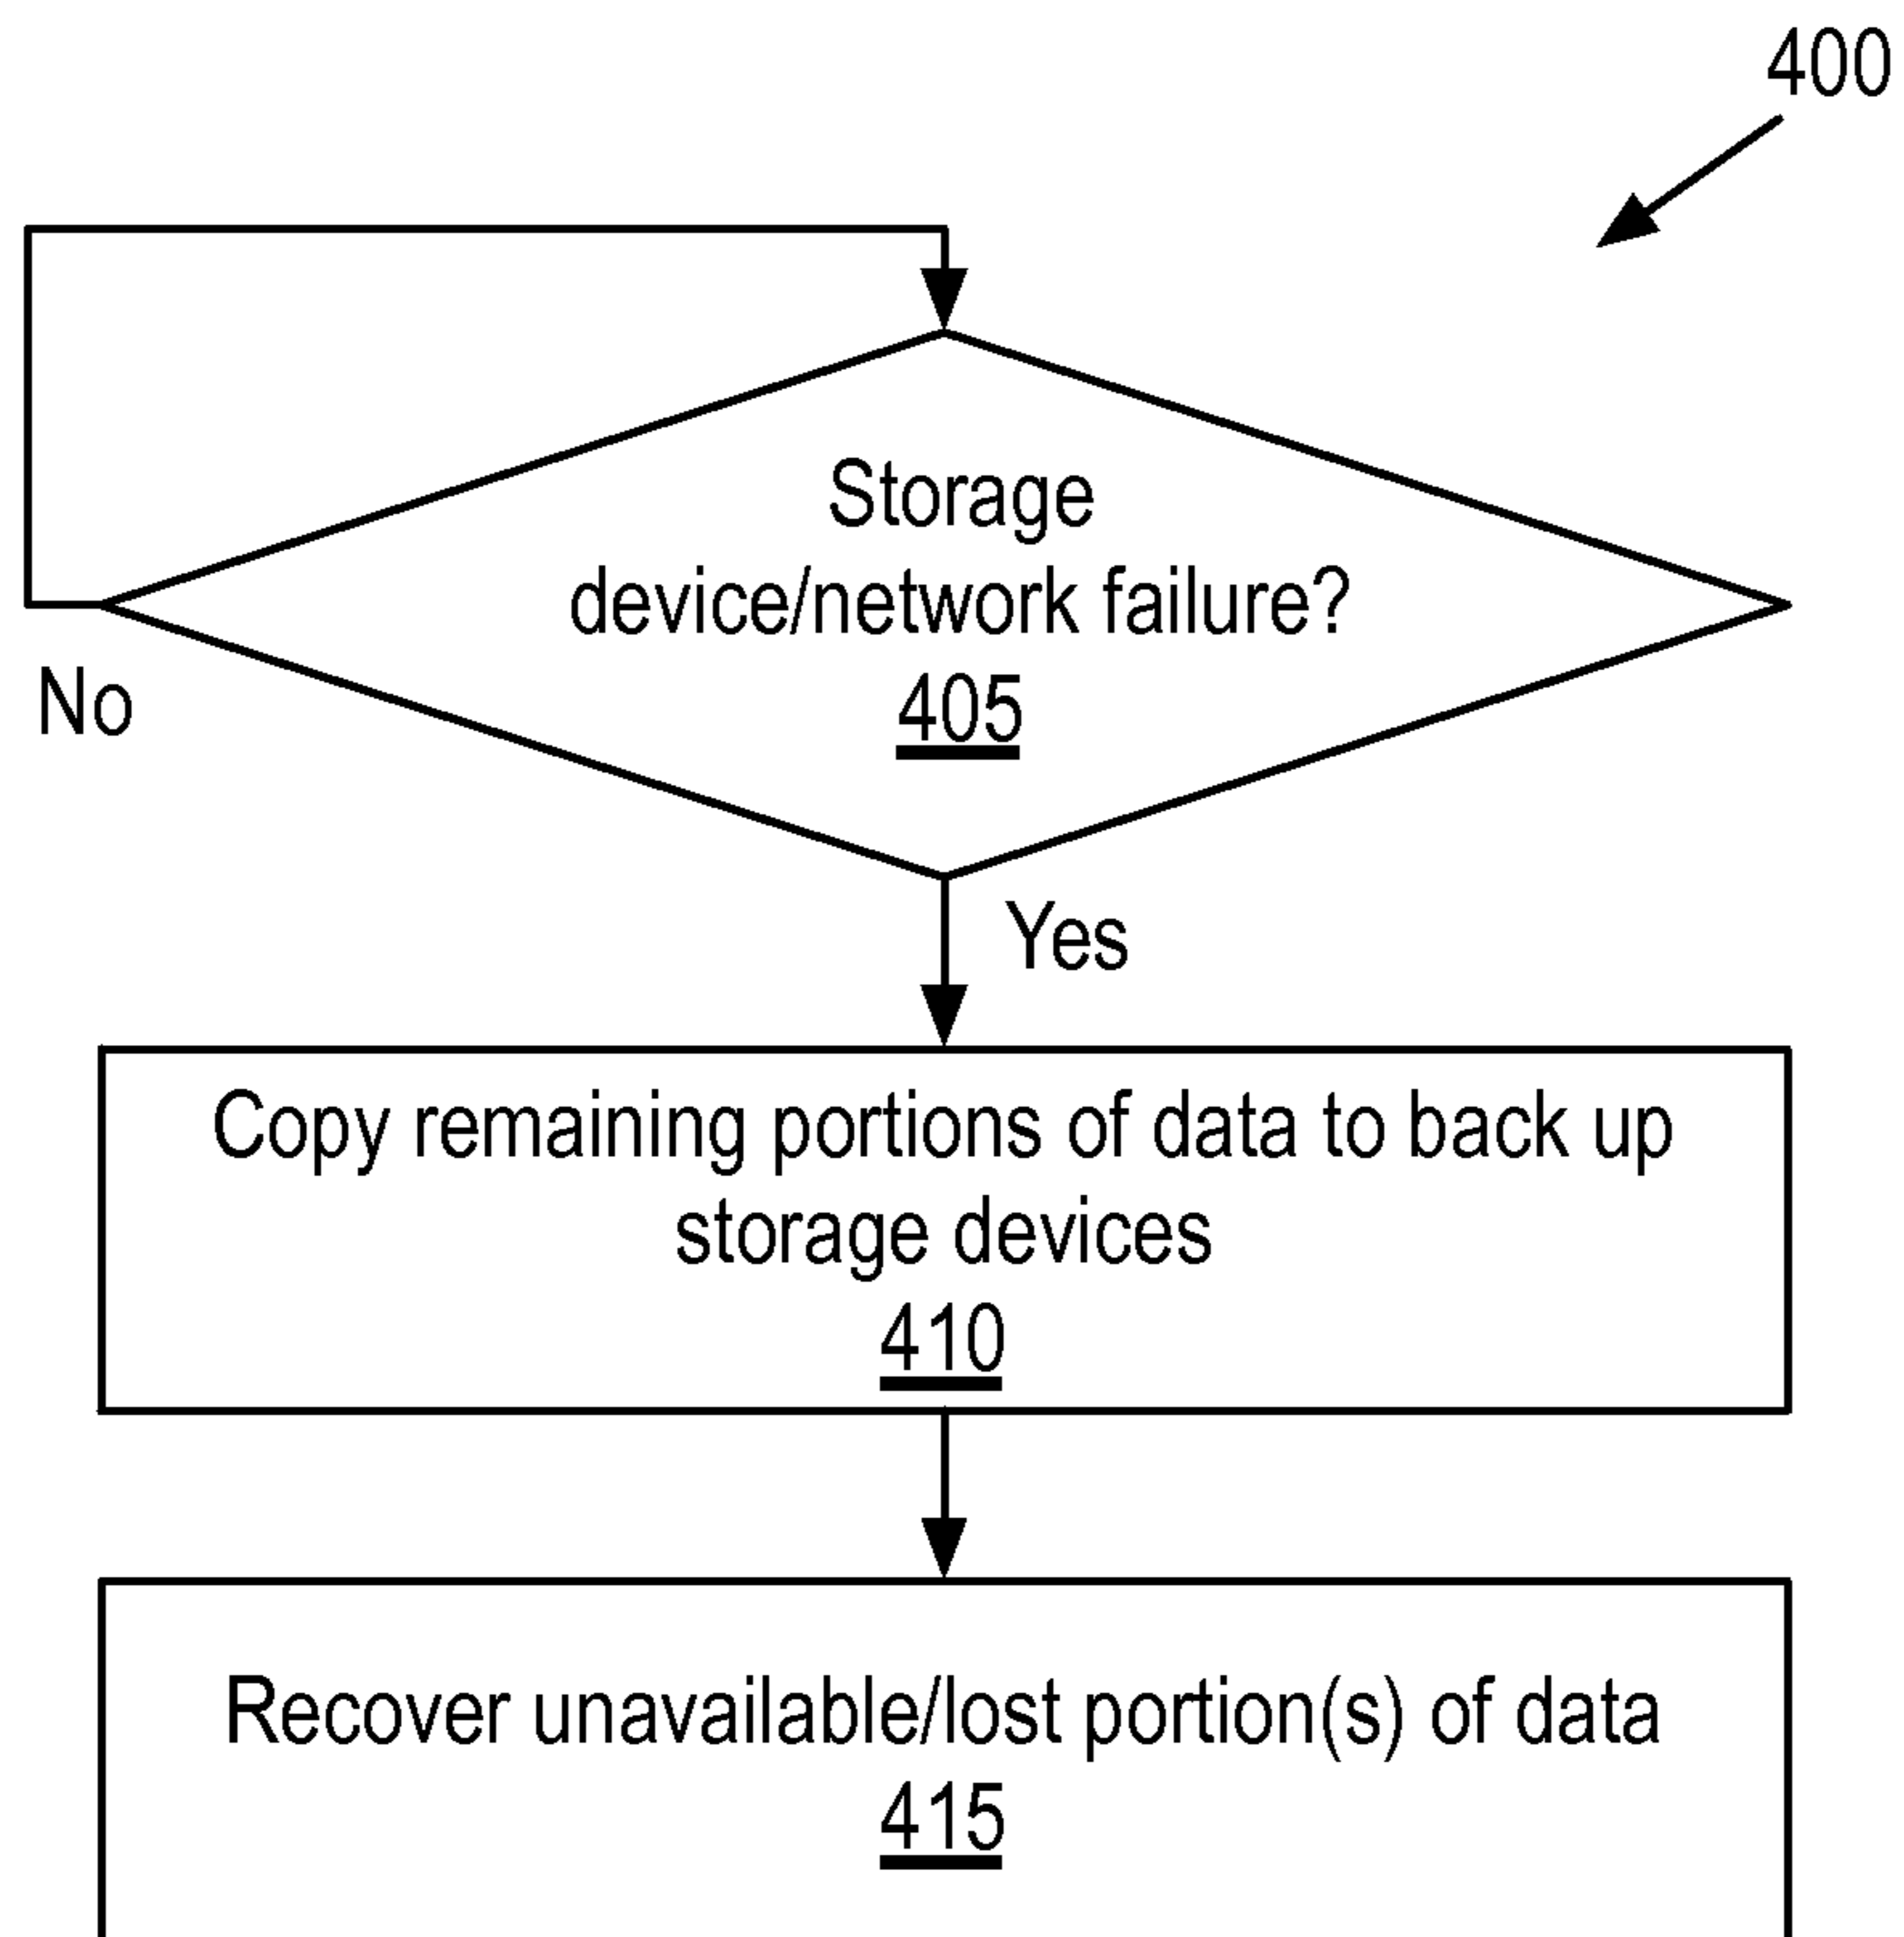 400
Storage
device/network failure?
405
No
Yes
Copy remaining portions of data to back up
storage devices
410
Recover unavailable/lost portion(s) of data
415